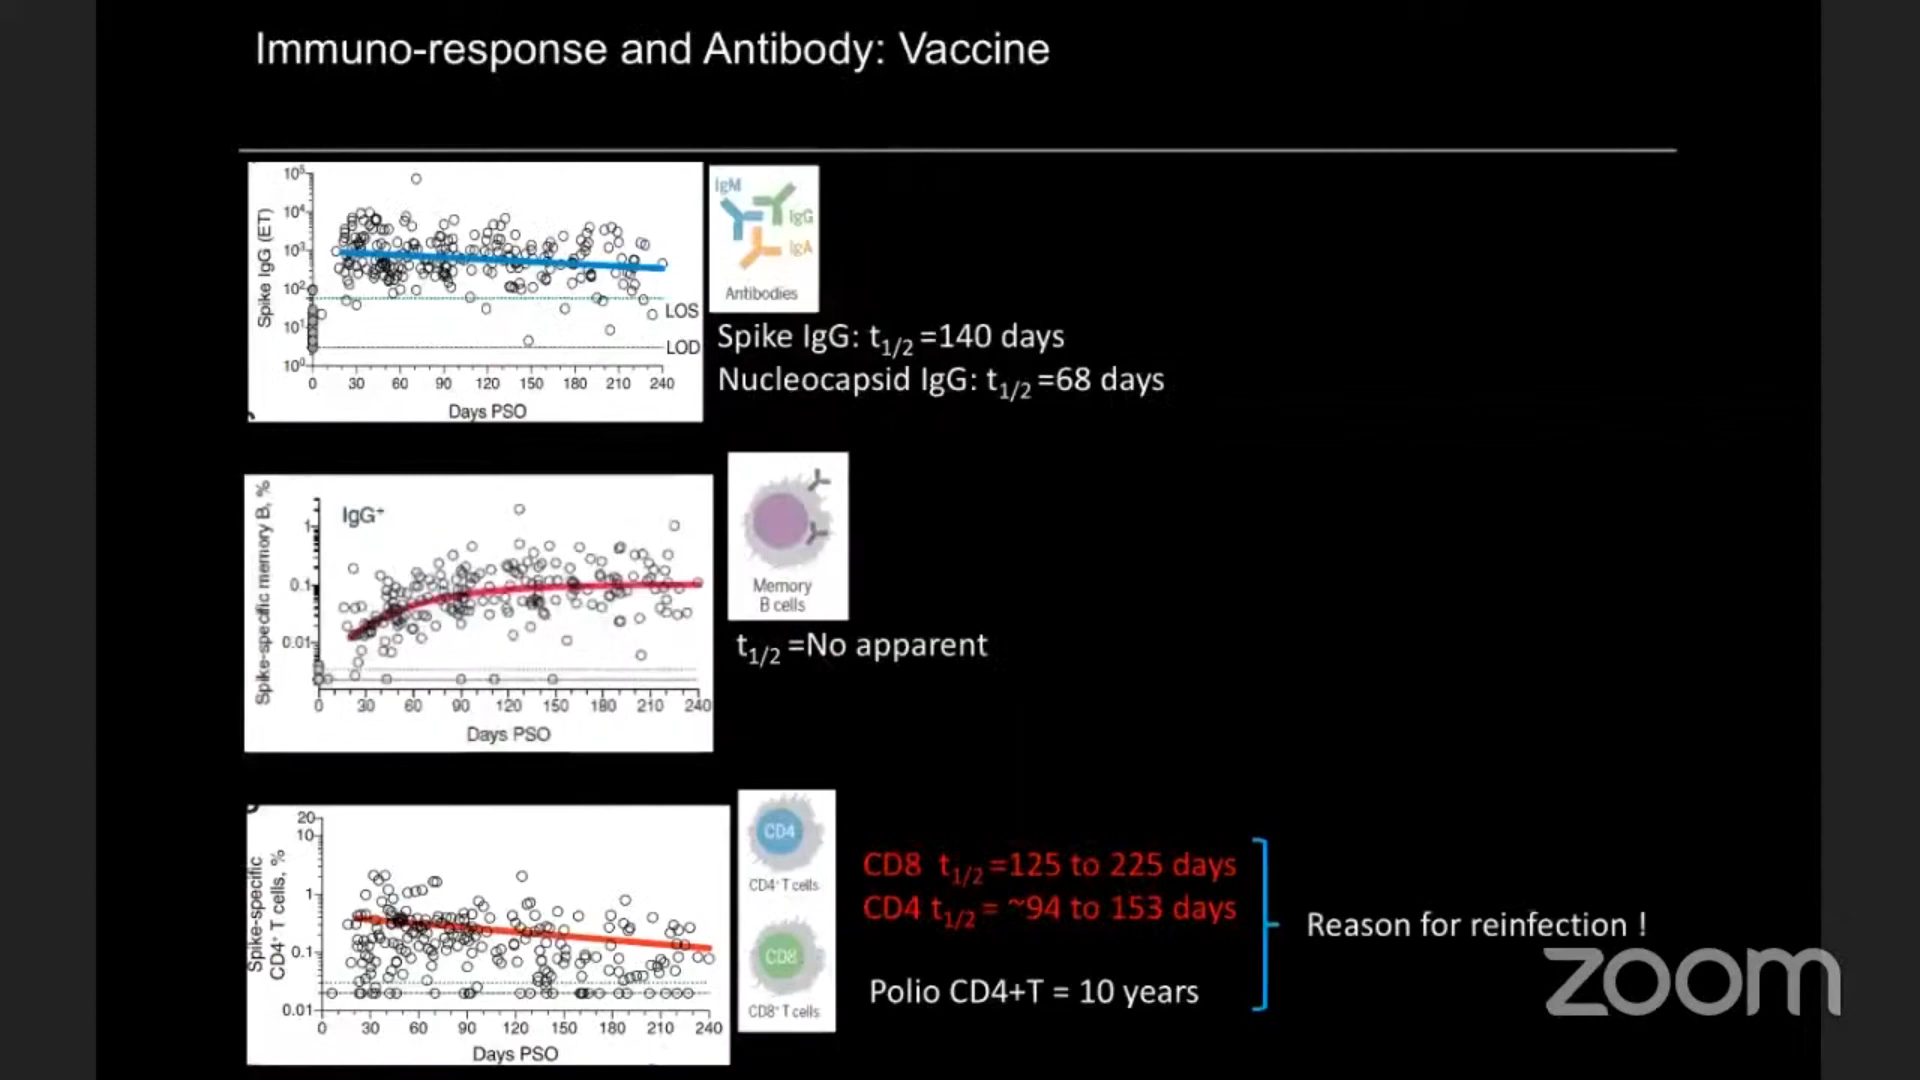 Immuno-response and Antibody: Vaccine
Spike IgG (ET)
10⁵
10⁴
10³
10²
10¹
10⁰
LOS
LOD
0 30 60 90 120 150 180 210 240
Days PSO
IgM
IgG
IgA
Antibodies
Spike IgG: t1/2 =140 days
Nucleocapsid IgG: t1/2 =68 days
Spike-specific memory B, %
IgG⁺
1
0.1
0.01
0 30 60 90 120 150 180 210 240
Days PSO
Memory
B cells
t1/2 =No apparent
Spike-specific
CD4⁺ T cells, %
20
10
1
0.1
0.01
0 30 60 90 120 150 180 210 240
Days PSO
CD4
CD4⁺ T cells
CD8
CD8⁺ T cells
CD8 t1/2 =125 to 225 days
CD4 t1/2 = ~94 to 153 days
Polio CD4+T = 10 years
Reason for reinfection !
zoom